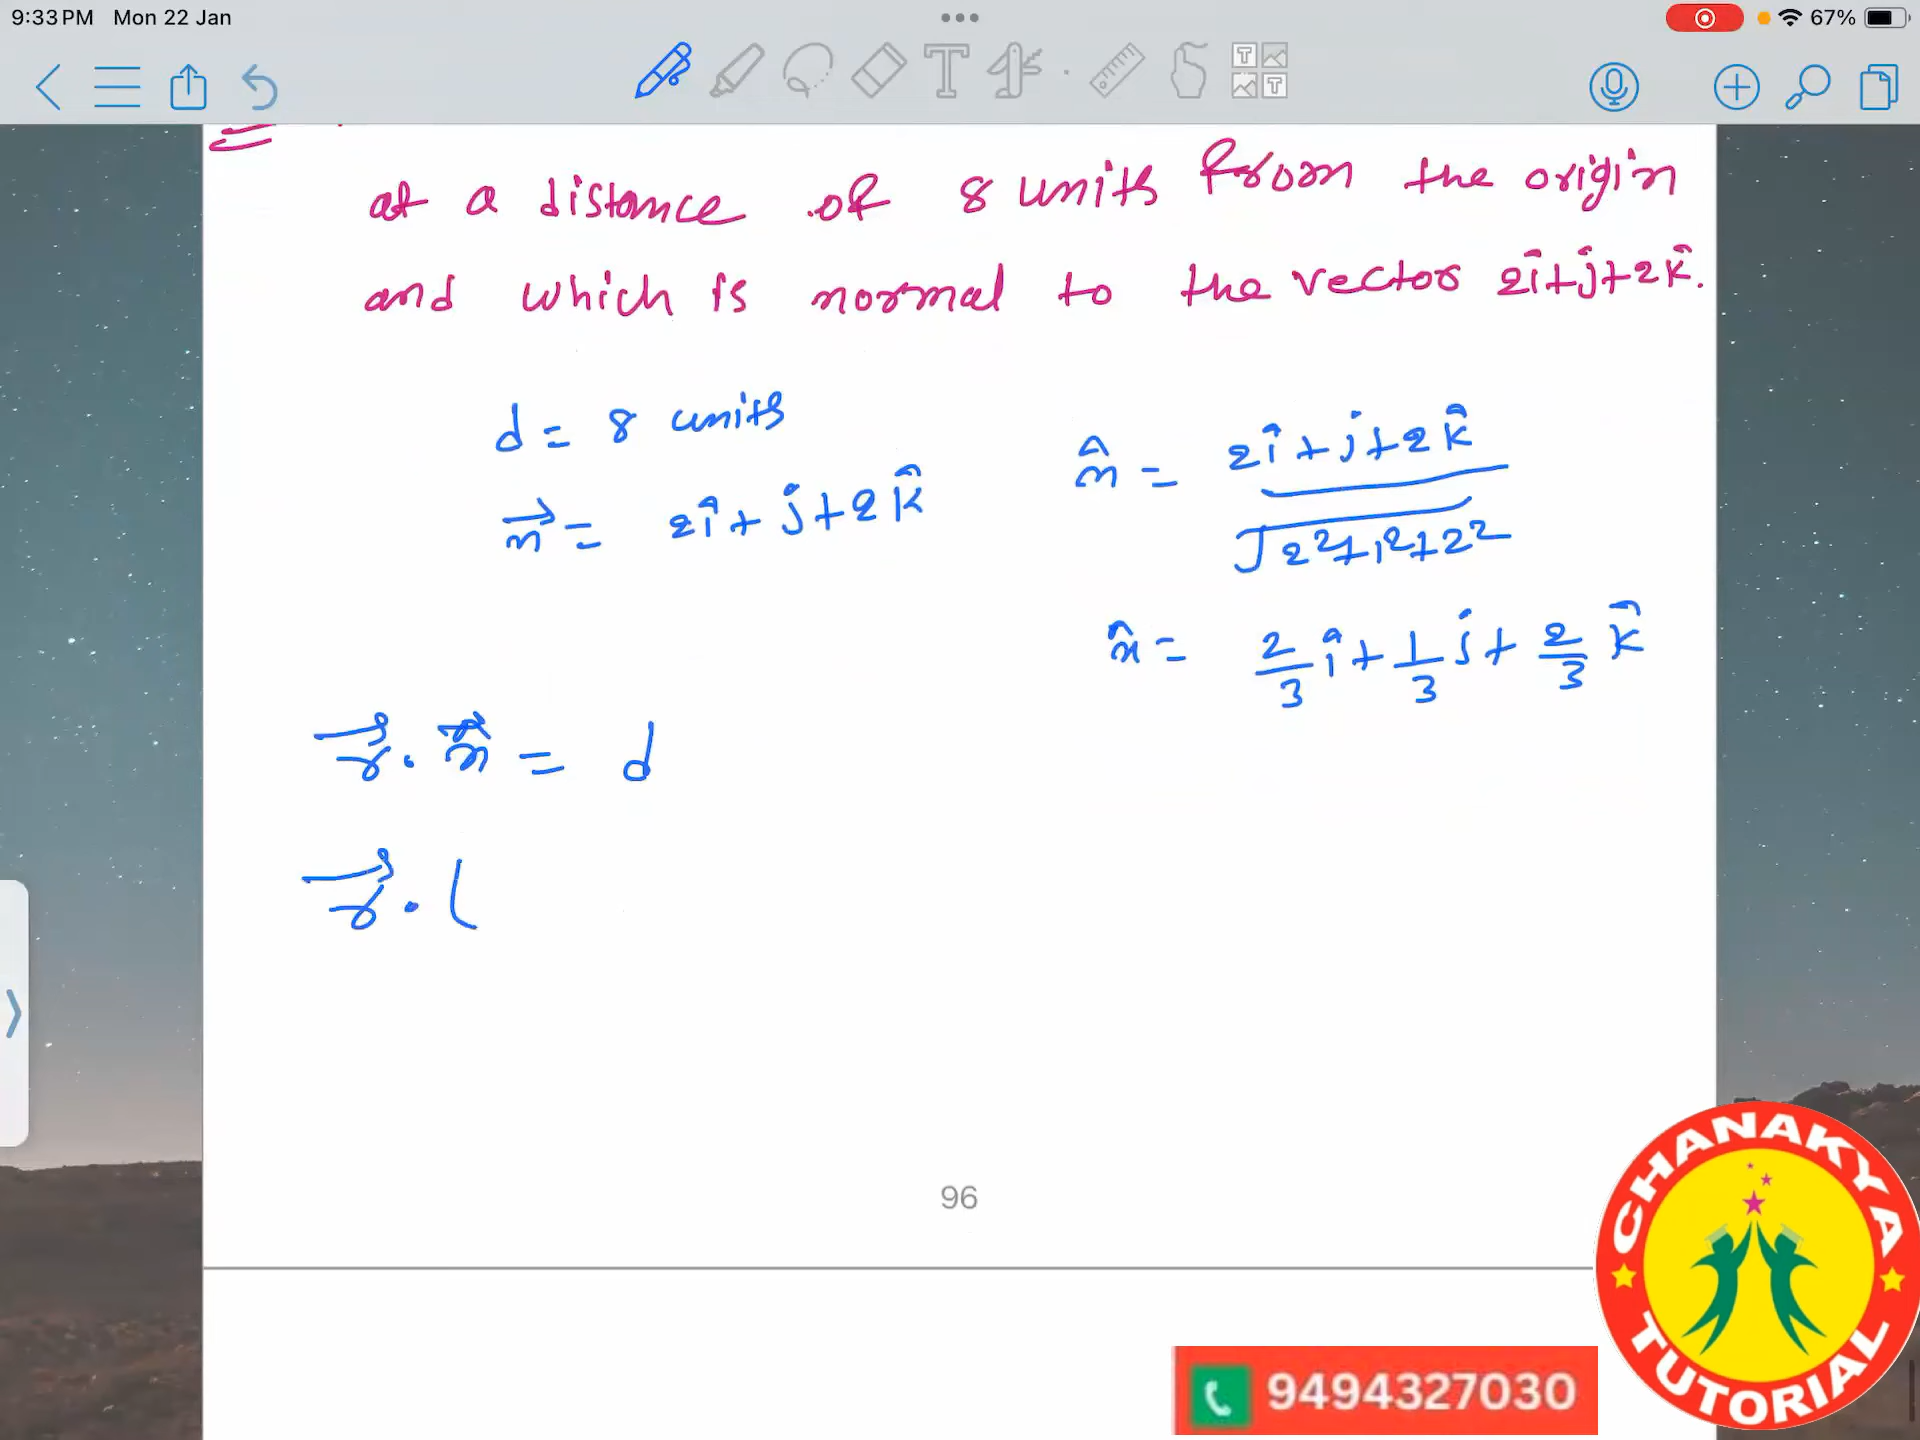 9:33 PM Mon 22 Jan
67%
at a distance of 8 units from the origin
and which is normal to the vector 2î+ĵ+2k̂.
d = 8 units
n⃗ = 2î+ĵ+2k̂
n̂ = 2î+ĵ+2k̂
√2²+1²+2²
n̂ = 2/3 î + 1/3 ĵ + 2/3 k̂
r⃗ . n̂ = d
r⃗ . (
96
CHANAKYA
TUTORIAL
9494327030